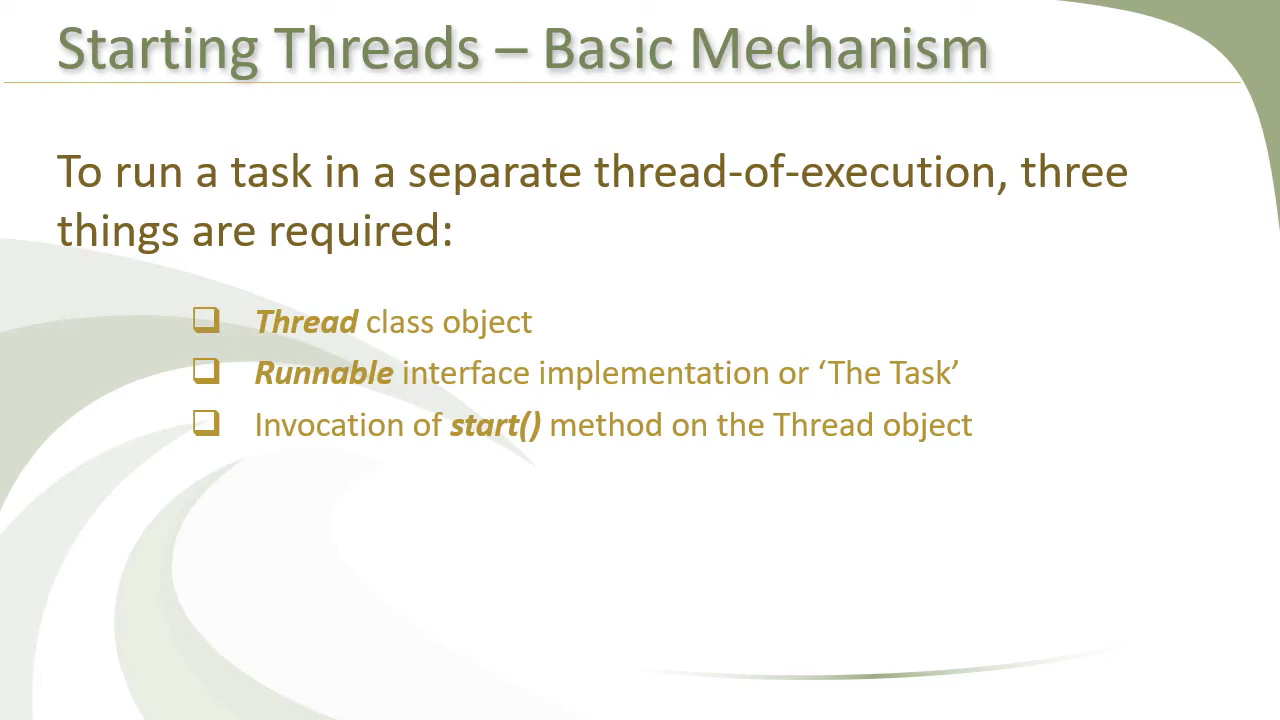 Starting Threads – Basic Mechanism
To run a task in a separate thread-of-execution, three
things are required:
❑ Thread class object
❑ Runnable interface implementation or ‘The Task’
❑ Invocation of start() method on the Thread object